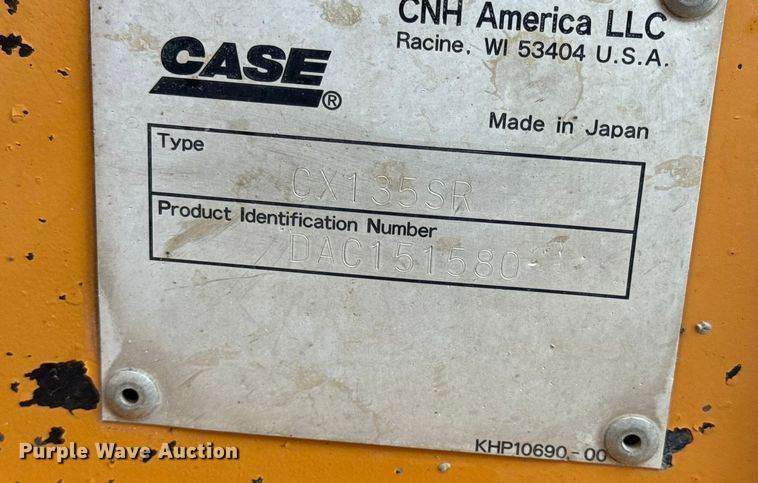 CNH America LLC
Racine, WI 53404 U.S.A.
CASE ®
Made in Japan
Type
CX135SR
Product Identification Number
DAC151580
KHP10690-00
Purple Wave Auction